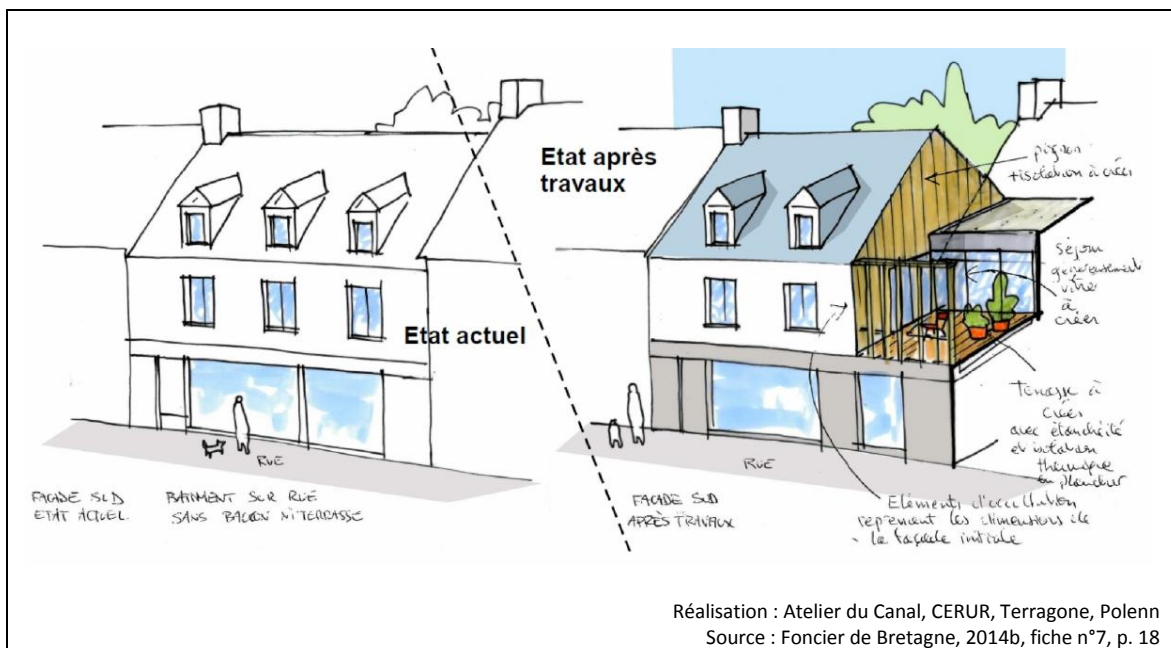 Etat actuel
RUE
FAÇADE SUD
ETAT ACTUEL.
BATIMENT SUR RUE
SANS BALCON NI TERRASSE
Etat après
travaux
pignon
+isolation à créer
Séjour
généreusement
vitré
à
créer
Terrasse à
créer
avec étanchéité
et isolation
thermique
en plancher
RUE
FAÇADE SUD
APRÈS TRAVAUX
Eléments d'occultation
reprenant les dimensions de
la façade initiale
Réalisation : Atelier du Canal, CERUR, Terragone, Polenn
Source : Foncier de Bretagne, 2014b, fiche n°7, p. 18